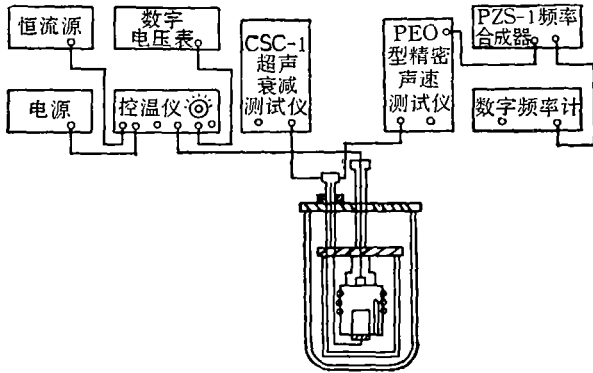 恒流源
数字
电压表
CSC-1
超声
衰减
测试仪
PEO
型精密
声速
测试仪
PZS-1频率
合成器
电源
控温仪
数字频率计